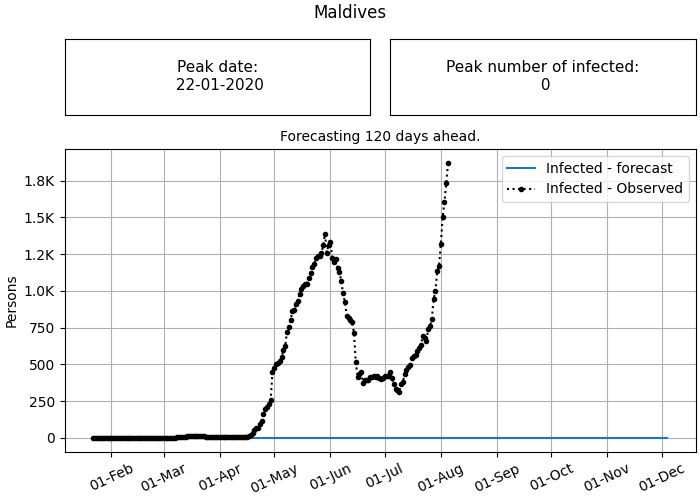 Maldives
Peak date:
22-01-2020
Peak number of infected:
0
Forecasting 120 days ahead.
Infected - forecast
Infected - Observed
1.8K
1.5K
1.2K
1.0K
750
500
250
0
Persons
01-Feb
01-Mar
01-Apr
01-May
01-Jun
01-Jul
01-Aug
01-Sep
01-Oct
01-Nov
01-Dec